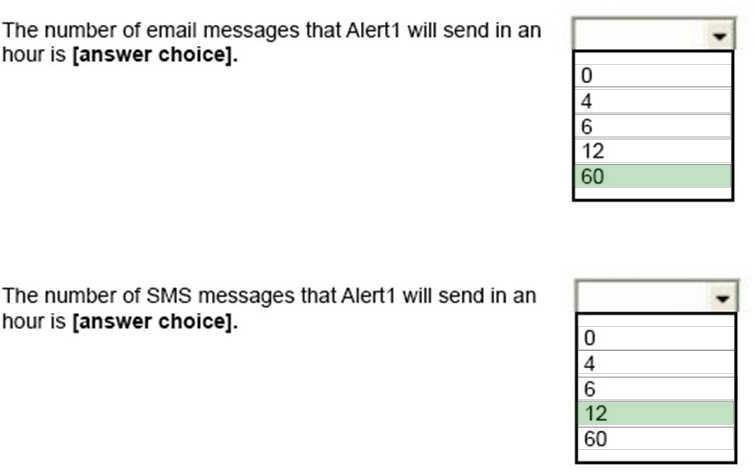 The number of email messages that Alert1 will send in an
hour is [answer choice].
0
4
6
12
60
The number of SMS messages that Alert1 will send in an
hour is [answer choice].
0
4
6
12
60